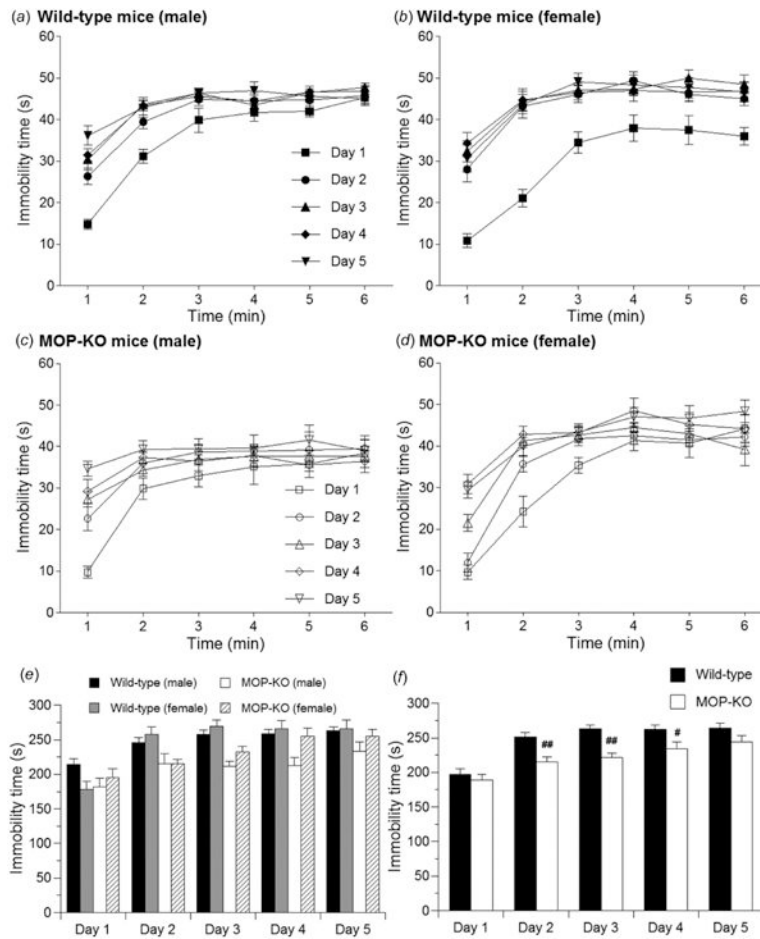 (a) Wild-type mice (male)
Immobility time (s)
60
50
40
30
20
10
0
Day 1
Day 2
Day 3
Day 4
Day 5
1 2 3 4 5 6
Time (min)
(b) Wild-type mice (female)
Immobility time (s)
60
50
40
30
20
10
0
1 2 3 4 5 6
Time (min)
(c) MOP-KO mice (male)
Immobility time (s)
60
50
40
30
20
10
0
Day 1
Day 2
Day 3
Day 4
Day 5
1 2 3 4 5 6
Time (min)
(d) MOP-KO mice (female)
Immobility time (s)
60
50
40
30
20
10
0
1 2 3 4 5 6
Time (min)
(e)
Wild-type (male) MOP-KO (male)
Wild-type (female) MOP-KO (female)
Immobility time (s)
300
250
200
150
100
50
0
Day 1 Day 2 Day 3 Day 4 Day 5
(f)
Wild-type
MOP-KO
Immobility time (s)
300
250
200
150
100
50
0
## ## #
Day 1 Day 2 Day 3 Day 4 Day 5